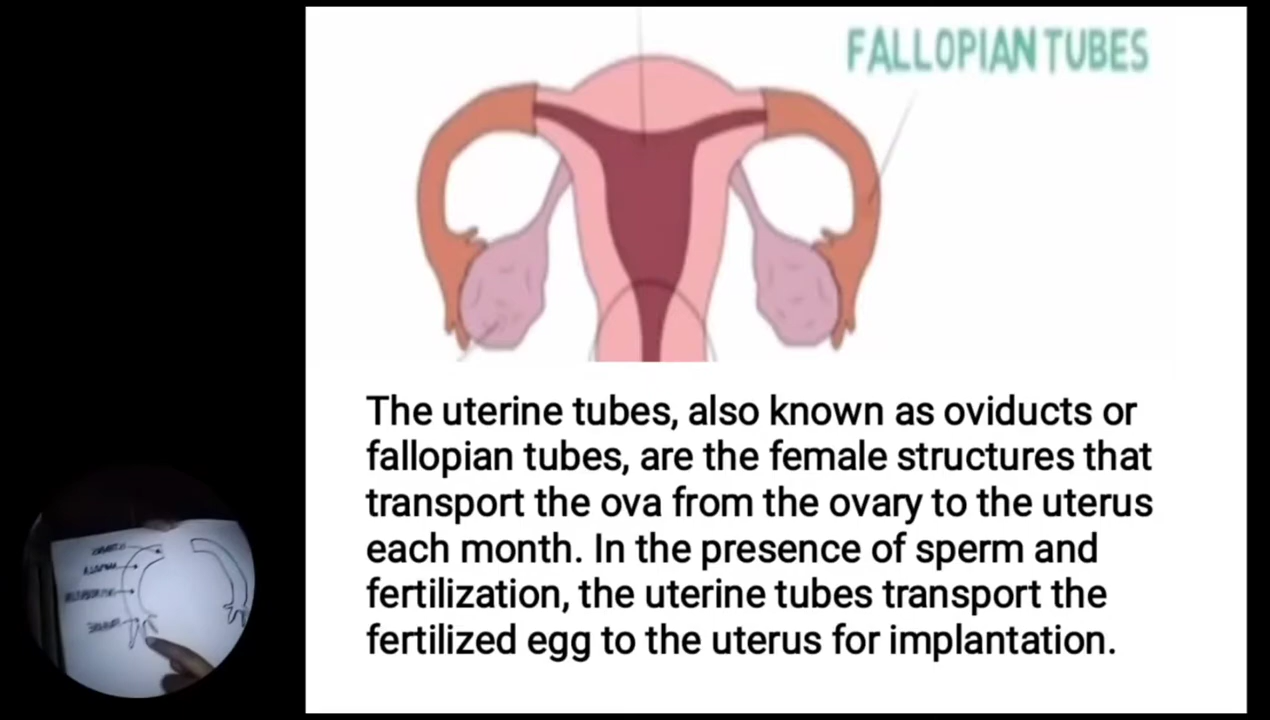 FALLOPIAN TUBES
The uterine tubes, also known as oviducts or
fallopian tubes, are the female structures that
transport the ova from the ovary to the uterus
each month. In the presence of sperm and
fertilization, the uterine tubes transport the
fertilized egg to the uterus for implantation.